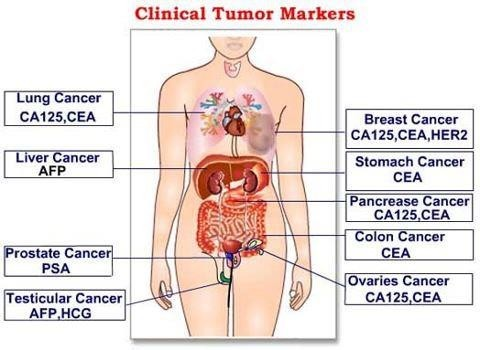 Clinical Tumor Markers
Lung Cancer
CA125,CEA
Liver Cancer
AFP
Prostate Cancer
PSA
Testicular Cancer
AFP,HCG
Breast Cancer
CA125,CEA,HER2
Stomach Cancer
CEA
Pancrease Cancer
CA125,CEA
Colon Cancer
CEA
Ovaries Cancer
CA125,CEA